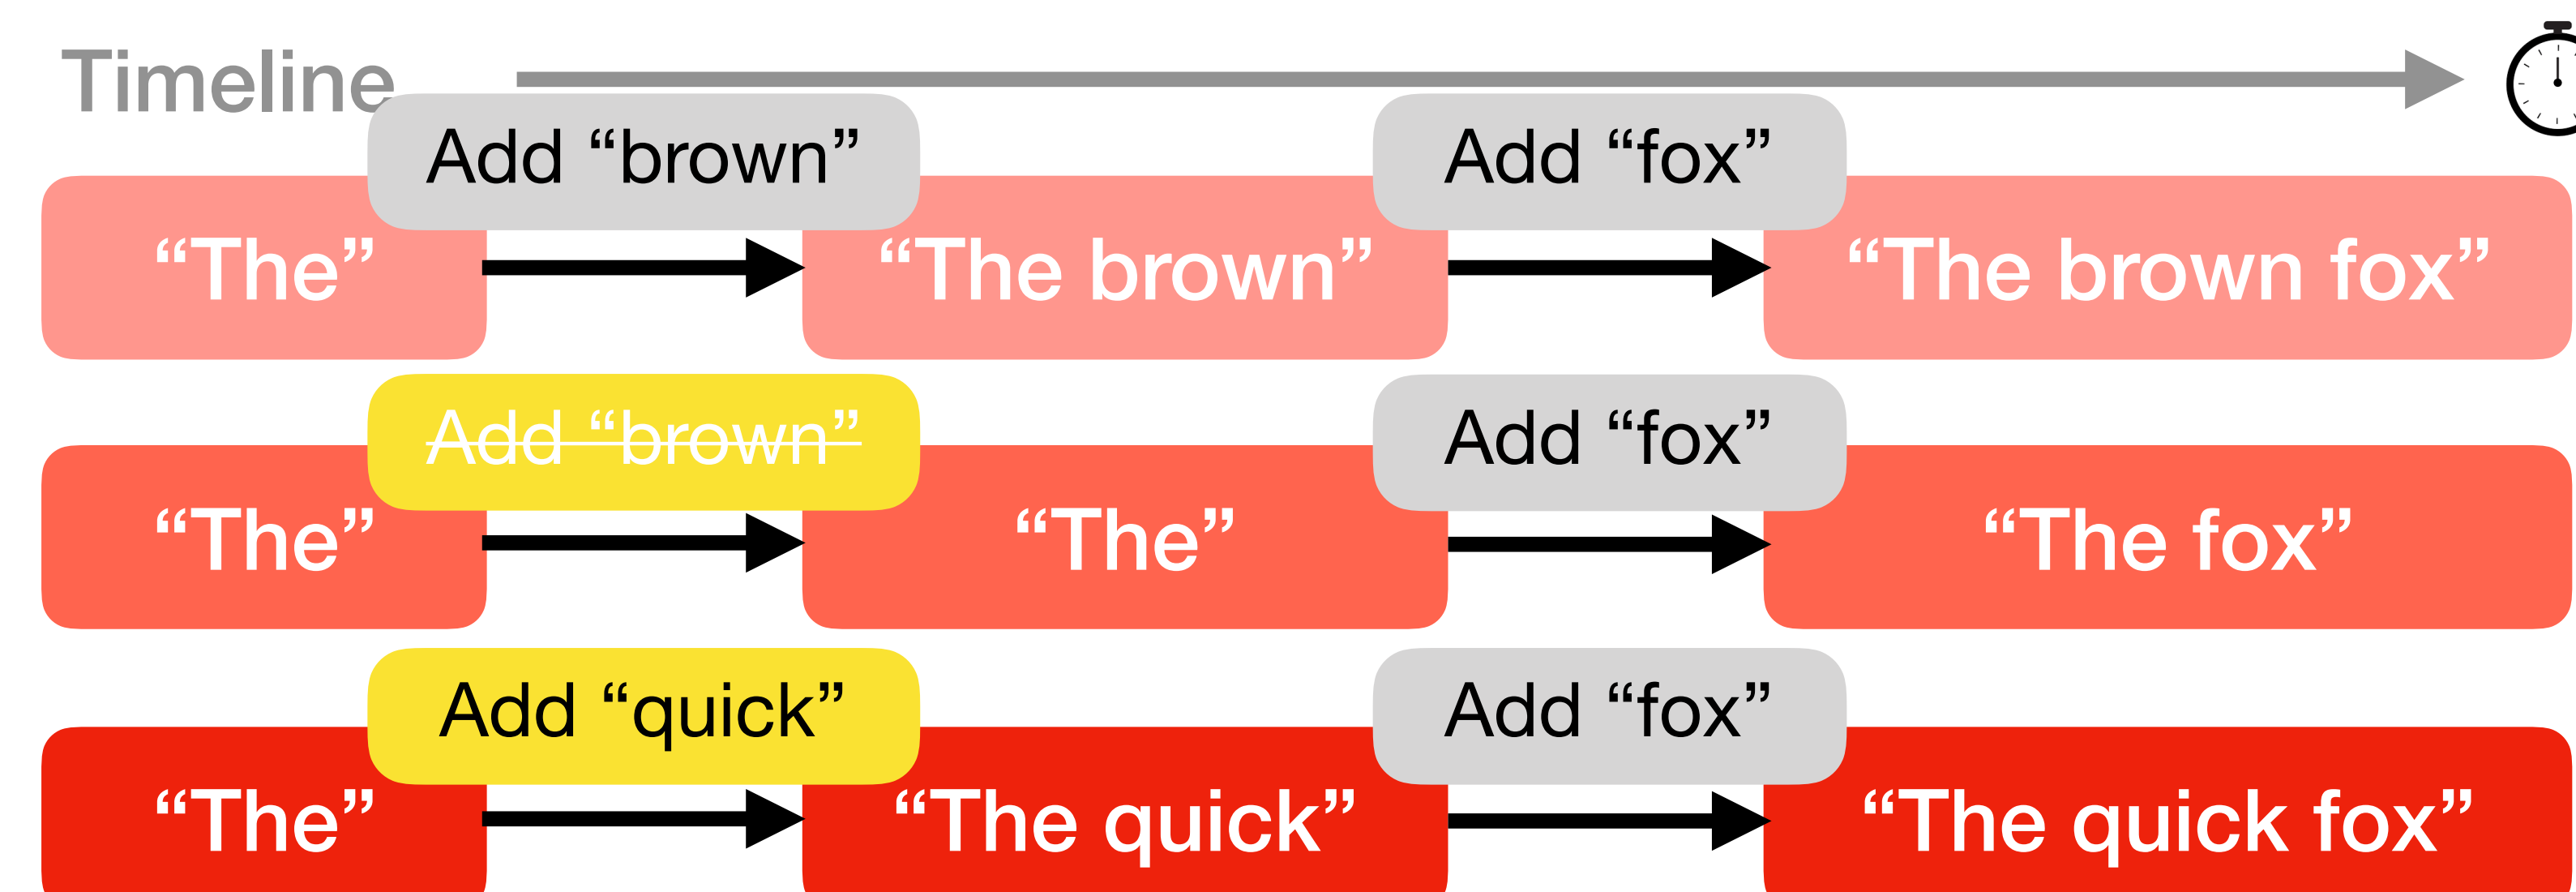 Timeline
Add “brown” Add “fox”
“The” “The brown” “The brown fox”
Add “brown” Add “fox”
“The” “The” “The fox”
Add “quick” Add “fox”
“The” “The quick” “The quick fox”